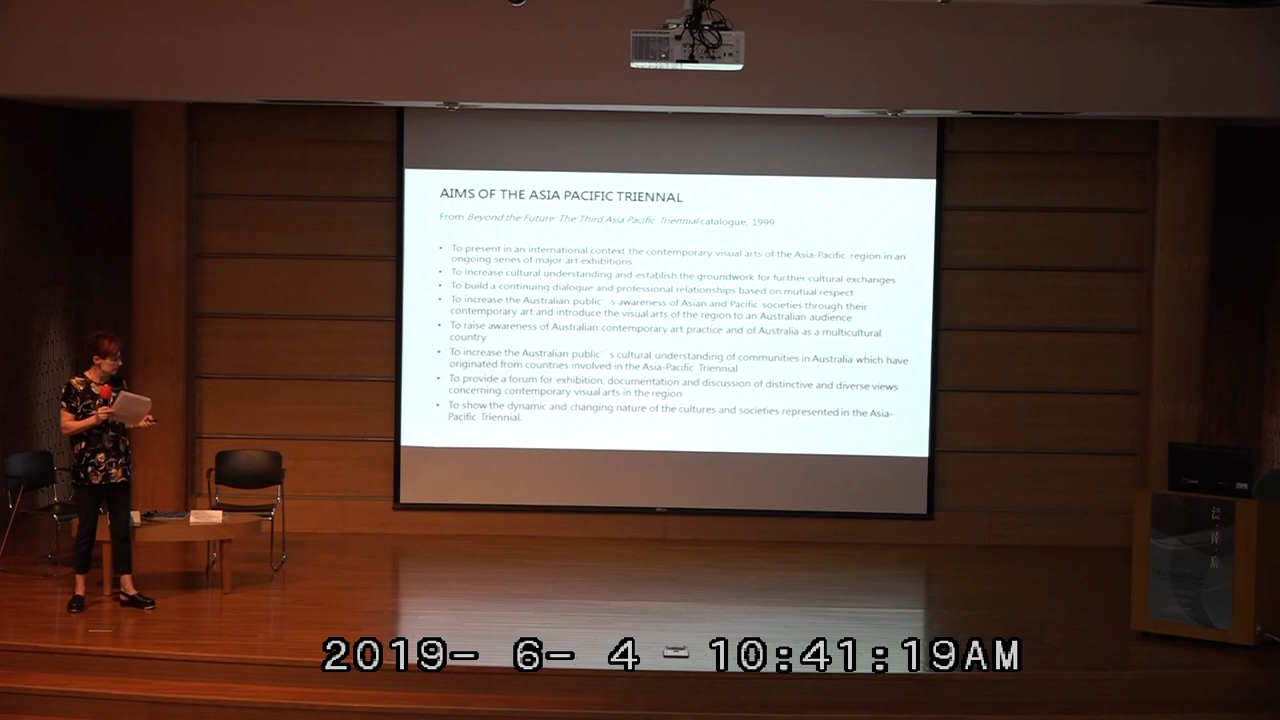 AIMS OF THE ASIA PACIFIC TRIENNAL
From Beyond the Future: The Third Asia Pacific Triennial catalogue, 1999
• To present in an international context the contemporary visual arts of the Asia-Pacific region in an
ongoing series of major art exhibitions
• To increase cultural understanding and establish the groundwork for further cultural exchanges
• To build a continuing dialogue and professional relationships based on mutual respect
• To increase the Australian public's awareness of Asian and Pacific societies through their
contemporary art and introduce the visual arts of the region to an Australian audience
• To raise awareness of Australian contemporary art practice and of Australia as a multicultural
country
• To increase the Australian public's cultural understanding of communities in Australia which have
originated from countries involved in the Asia-Pacific Triennial
• To provide a forum for exhibition, documentation and discussion of distinctive and diverse views
concerning contemporary visual arts in the region
• To show the dynamic and changing nature of the cultures and societies represented in the Asia-
Pacific Triennial.
2019- 6- 4 - 10:41:19AM